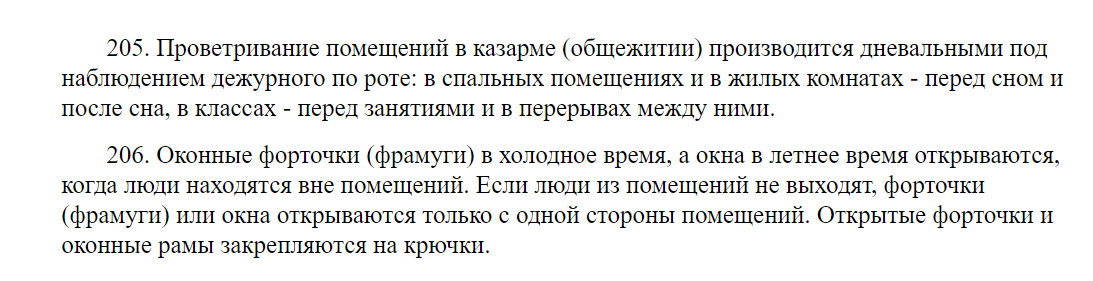 205. Проветривание помещений в казарме (общежитии) производится дневальными под
наблюдением дежурного по роте: в спальных помещениях и в жилых комнатах - перед сном и
после сна, в классах - перед занятиями и в перерывах между ними.
206. Оконные форточки (фрамуги) в холодное время, а окна в летнее время открываются,
когда люди находятся вне помещений. Если люди из помещений не выходят, форточки
(фрамуги) или окна открываются только с одной стороны помещений. Открытые форточки и
оконные рамы закрепляются на крючки.